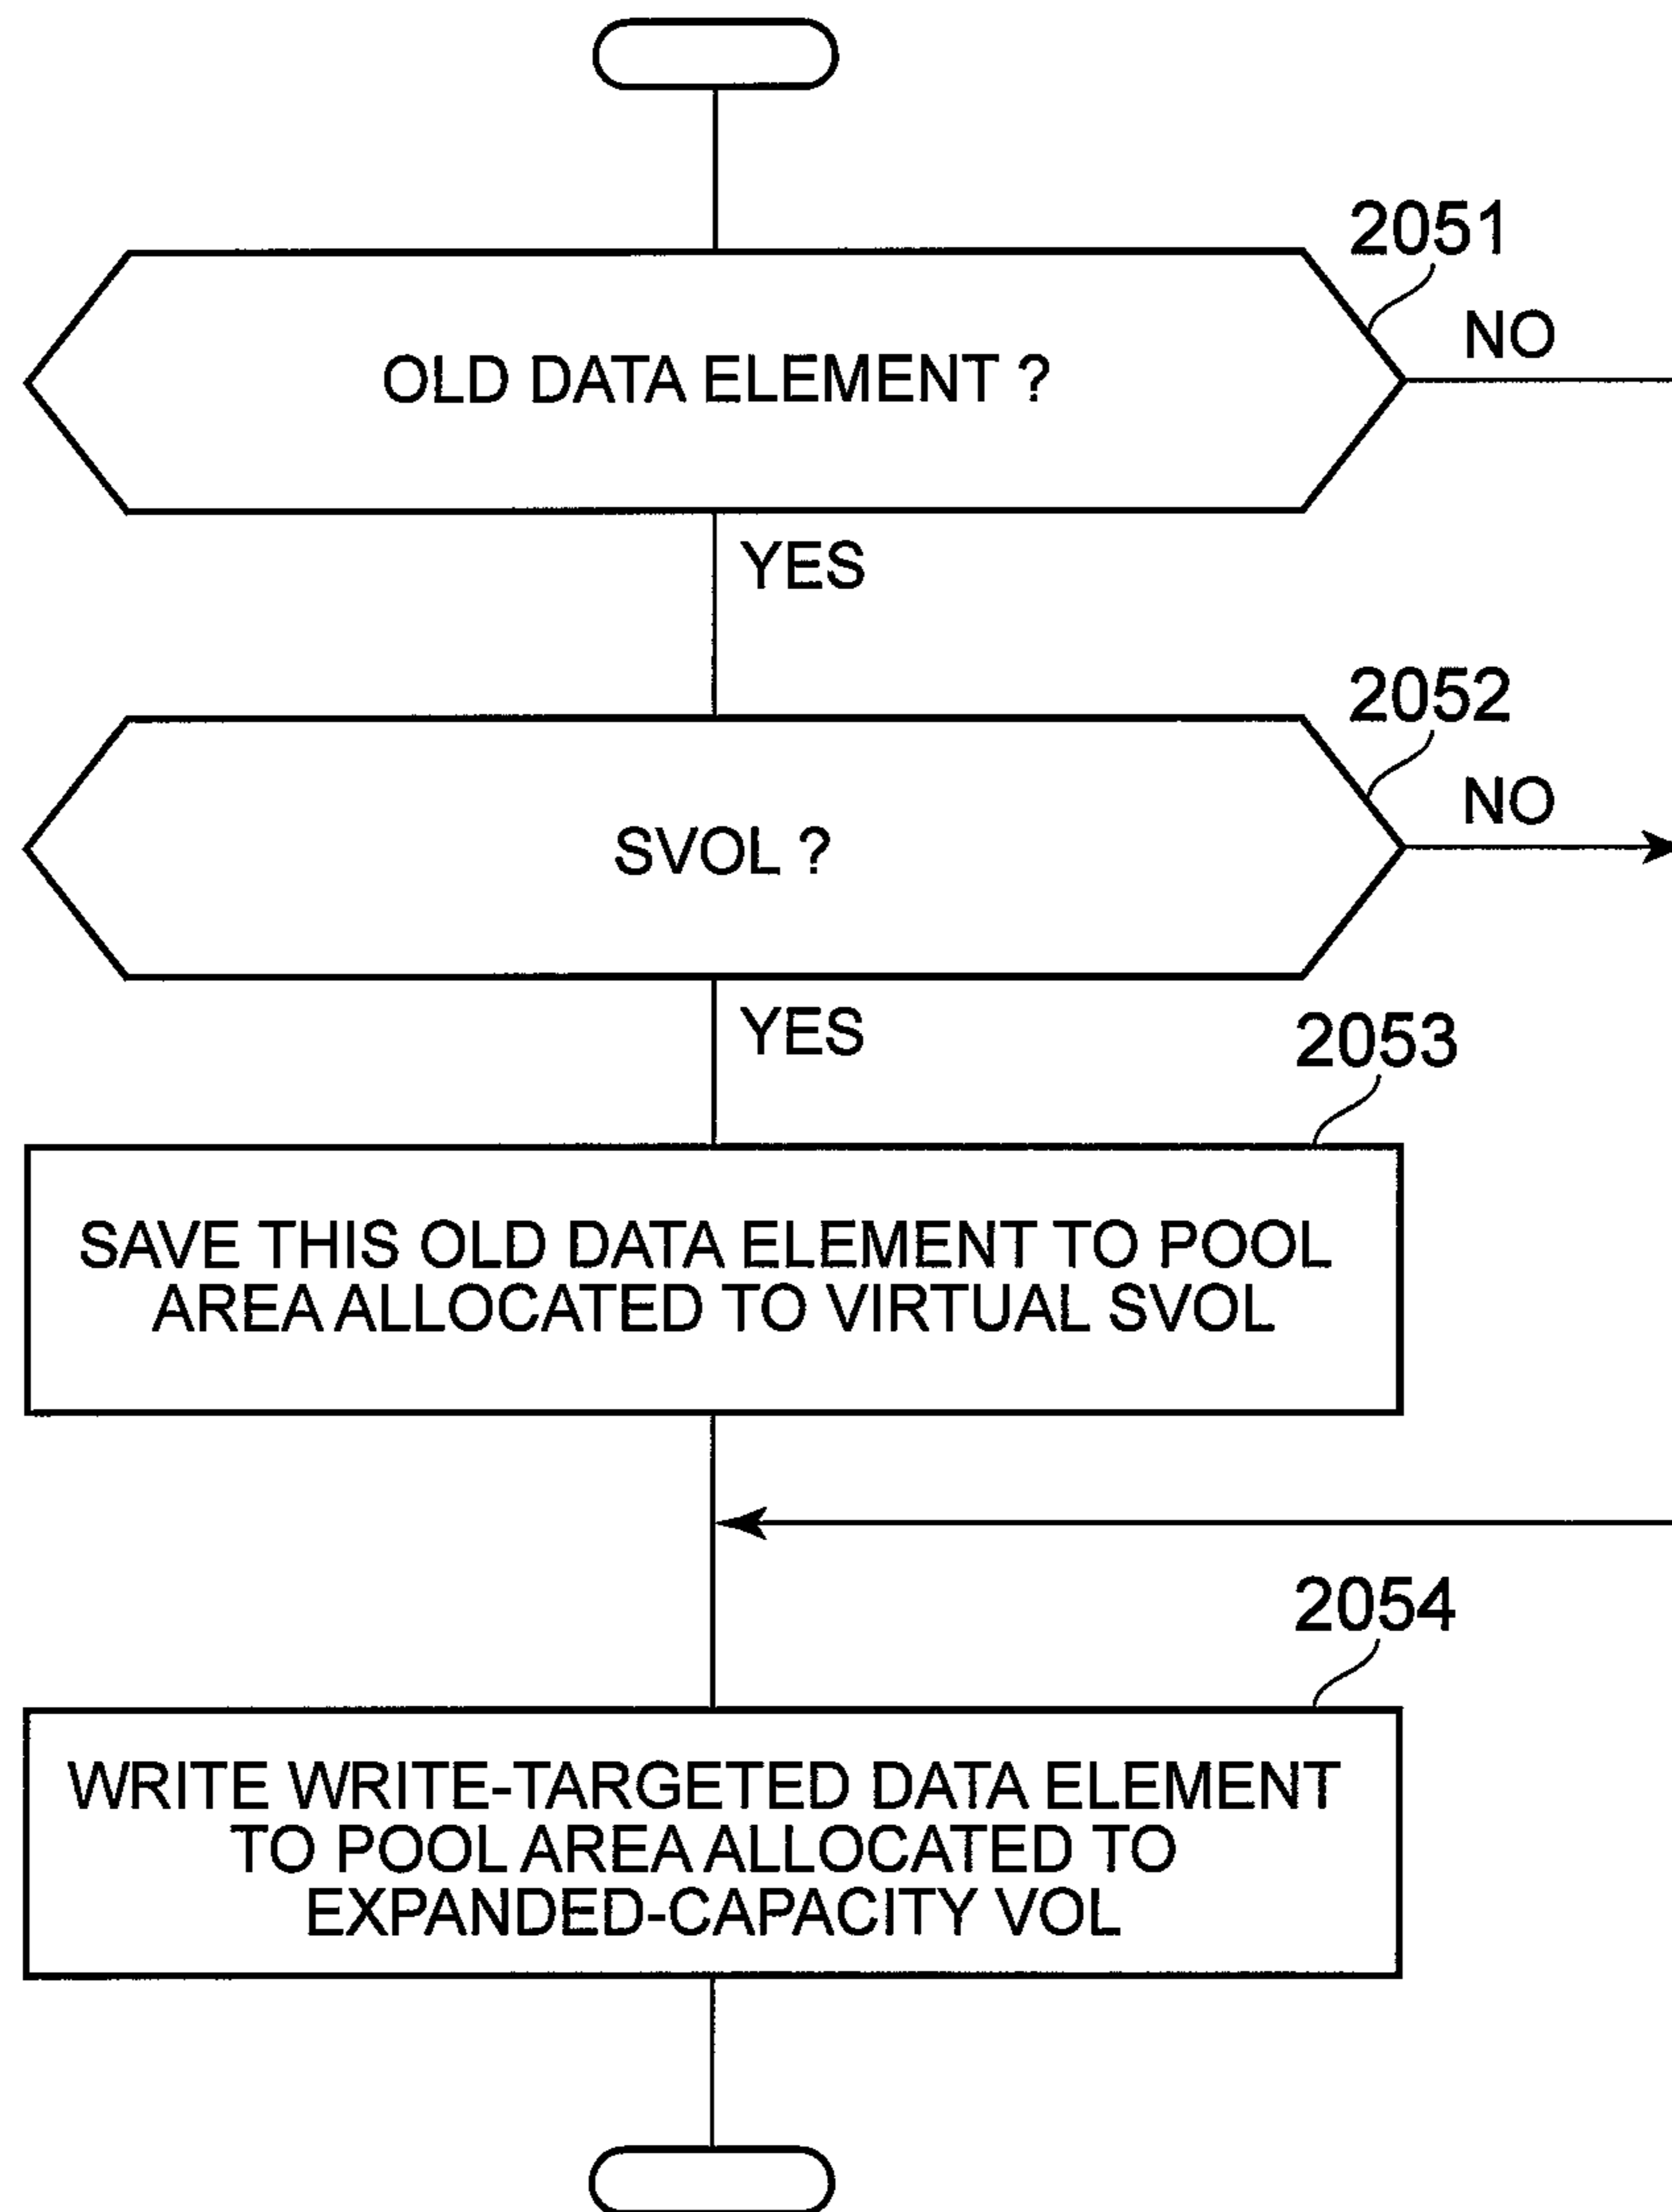 2051
NO
OLD DATA ELEMENT ?
YES
2052
NO
SVOL ?
YES
2053
SAVE THIS OLD DATA ELEMENT TO POOL
AREA ALLOCATED TO VIRTUAL SVOL
2054
WRITE WRITE-TARGETED DATA ELEMENT
TO POOL AREA ALLOCATED TO
EXPANDED-CAPACITY VOL